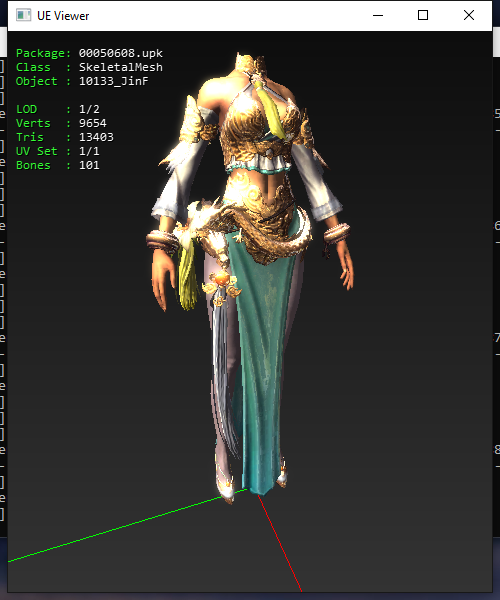 UE Viewer
Package: 00050608.upk
Class : SkeletalMesh
Object : 10133_JinF
LOD : 1/2
Verts : 9654
Tris : 13403
UV Set : 1/1
Bones : 101